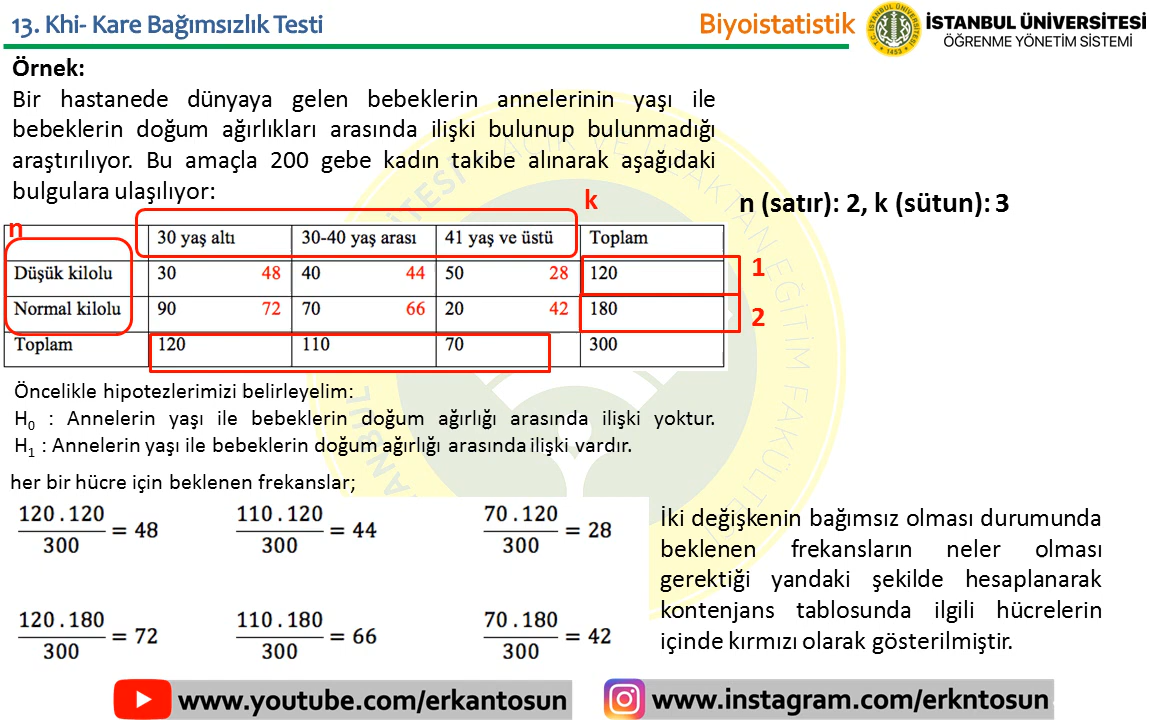 13. Khi- Kare Bağımsızlık Testi
Biyoistatistik
İSTANBUL ÜNİVERSİTESİ
ÖĞRENME YÖNETİM SİSTEMİ
Örnek:
Bir hastanede dünyaya gelen bebeklerin annelerinin yaşı ile
bebeklerin doğum ağırlıkları arasında ilişki bulunup bulunmadığı
araştırılıyor. Bu amaçla 200 gebe kadın takibe alınarak aşağıdaki
bulgulara ulaşılıyor:
k
n (satır): 2, k (sütun): 3
n
30 yaş altı 30-40 yaş arası 41 yaş ve üstü Toplam
Düşük kilolu 30 48 40 44 50 28 120 1
Normal kilolu 90 72 70 66 20 42 180 2
Toplam 120 110 70 300
Öncelikle hipotezlerimizi belirleyelim:
H0 : Annelerin yaşı ile bebeklerin doğum ağırlığı arasında ilişki yoktur.
H1 : Annelerin yaşı ile bebeklerin doğum ağırlığı arasında ilişki vardır.
her bir hücre için beklenen frekanslar;
120 . 120 / 300 = 48
110 . 120 / 300 = 44
70 . 120 / 300 = 28
120 . 180 / 300 = 72
110 . 180 / 300 = 66
70 . 180 / 300 = 42
İki değişkenin bağımsız olması durumunda
beklenen frekansların neler olması
gerektiği yandaki şekilde hesaplanarak
kontenjans tablosunda ilgili hücrelerin
içinde kırmızı olarak gösterilmiştir.
www.youtube.com/erkantosun
www.instagram.com/erkntosun